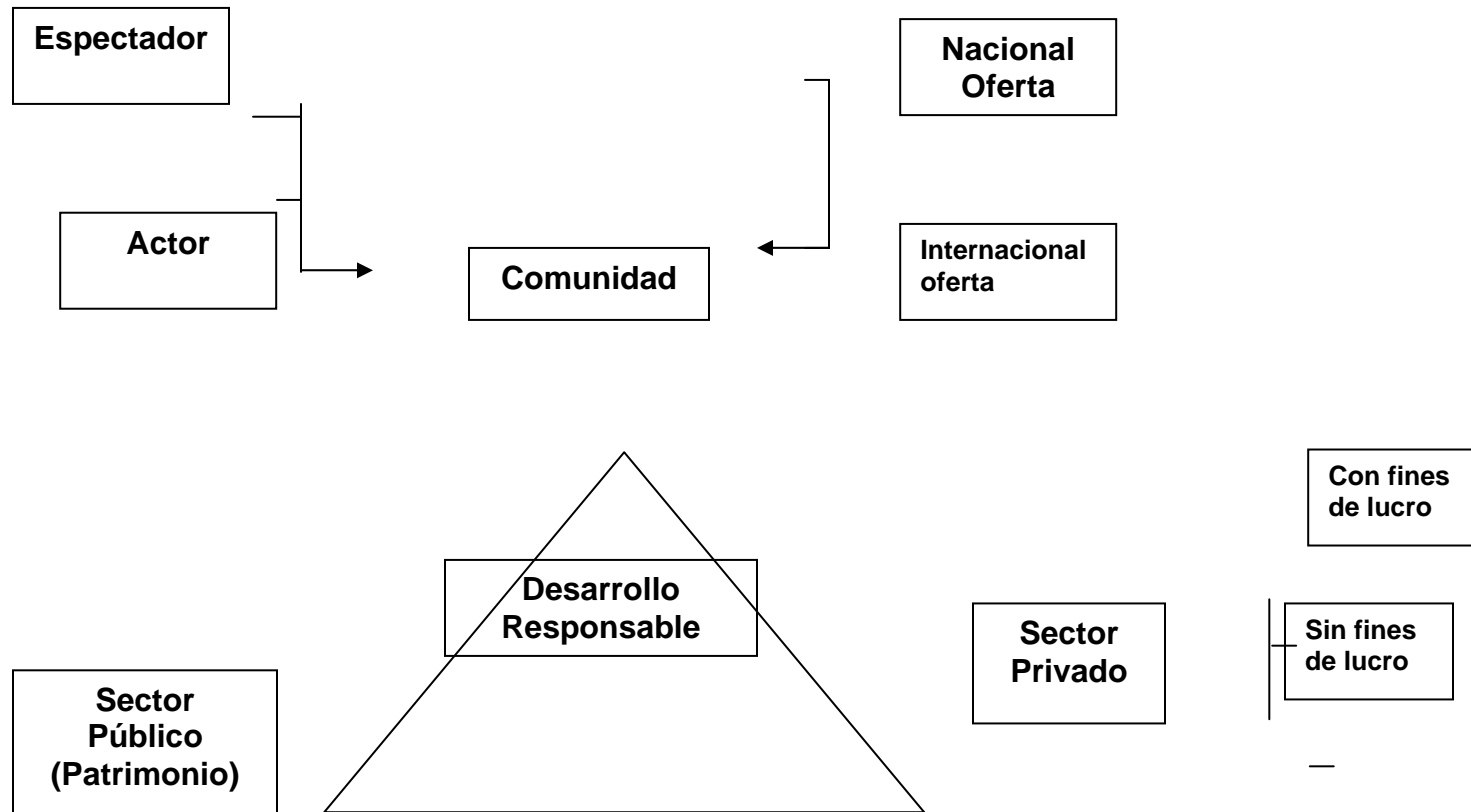 Espectador
Nacional
Oferta
Actor
Comunidad
Internacional
oferta
Con fines
de lucro
Desarrollo
Responsable
Sector
Privado
Sin fines
de lucro
Sector
Público
(Patrimonio)